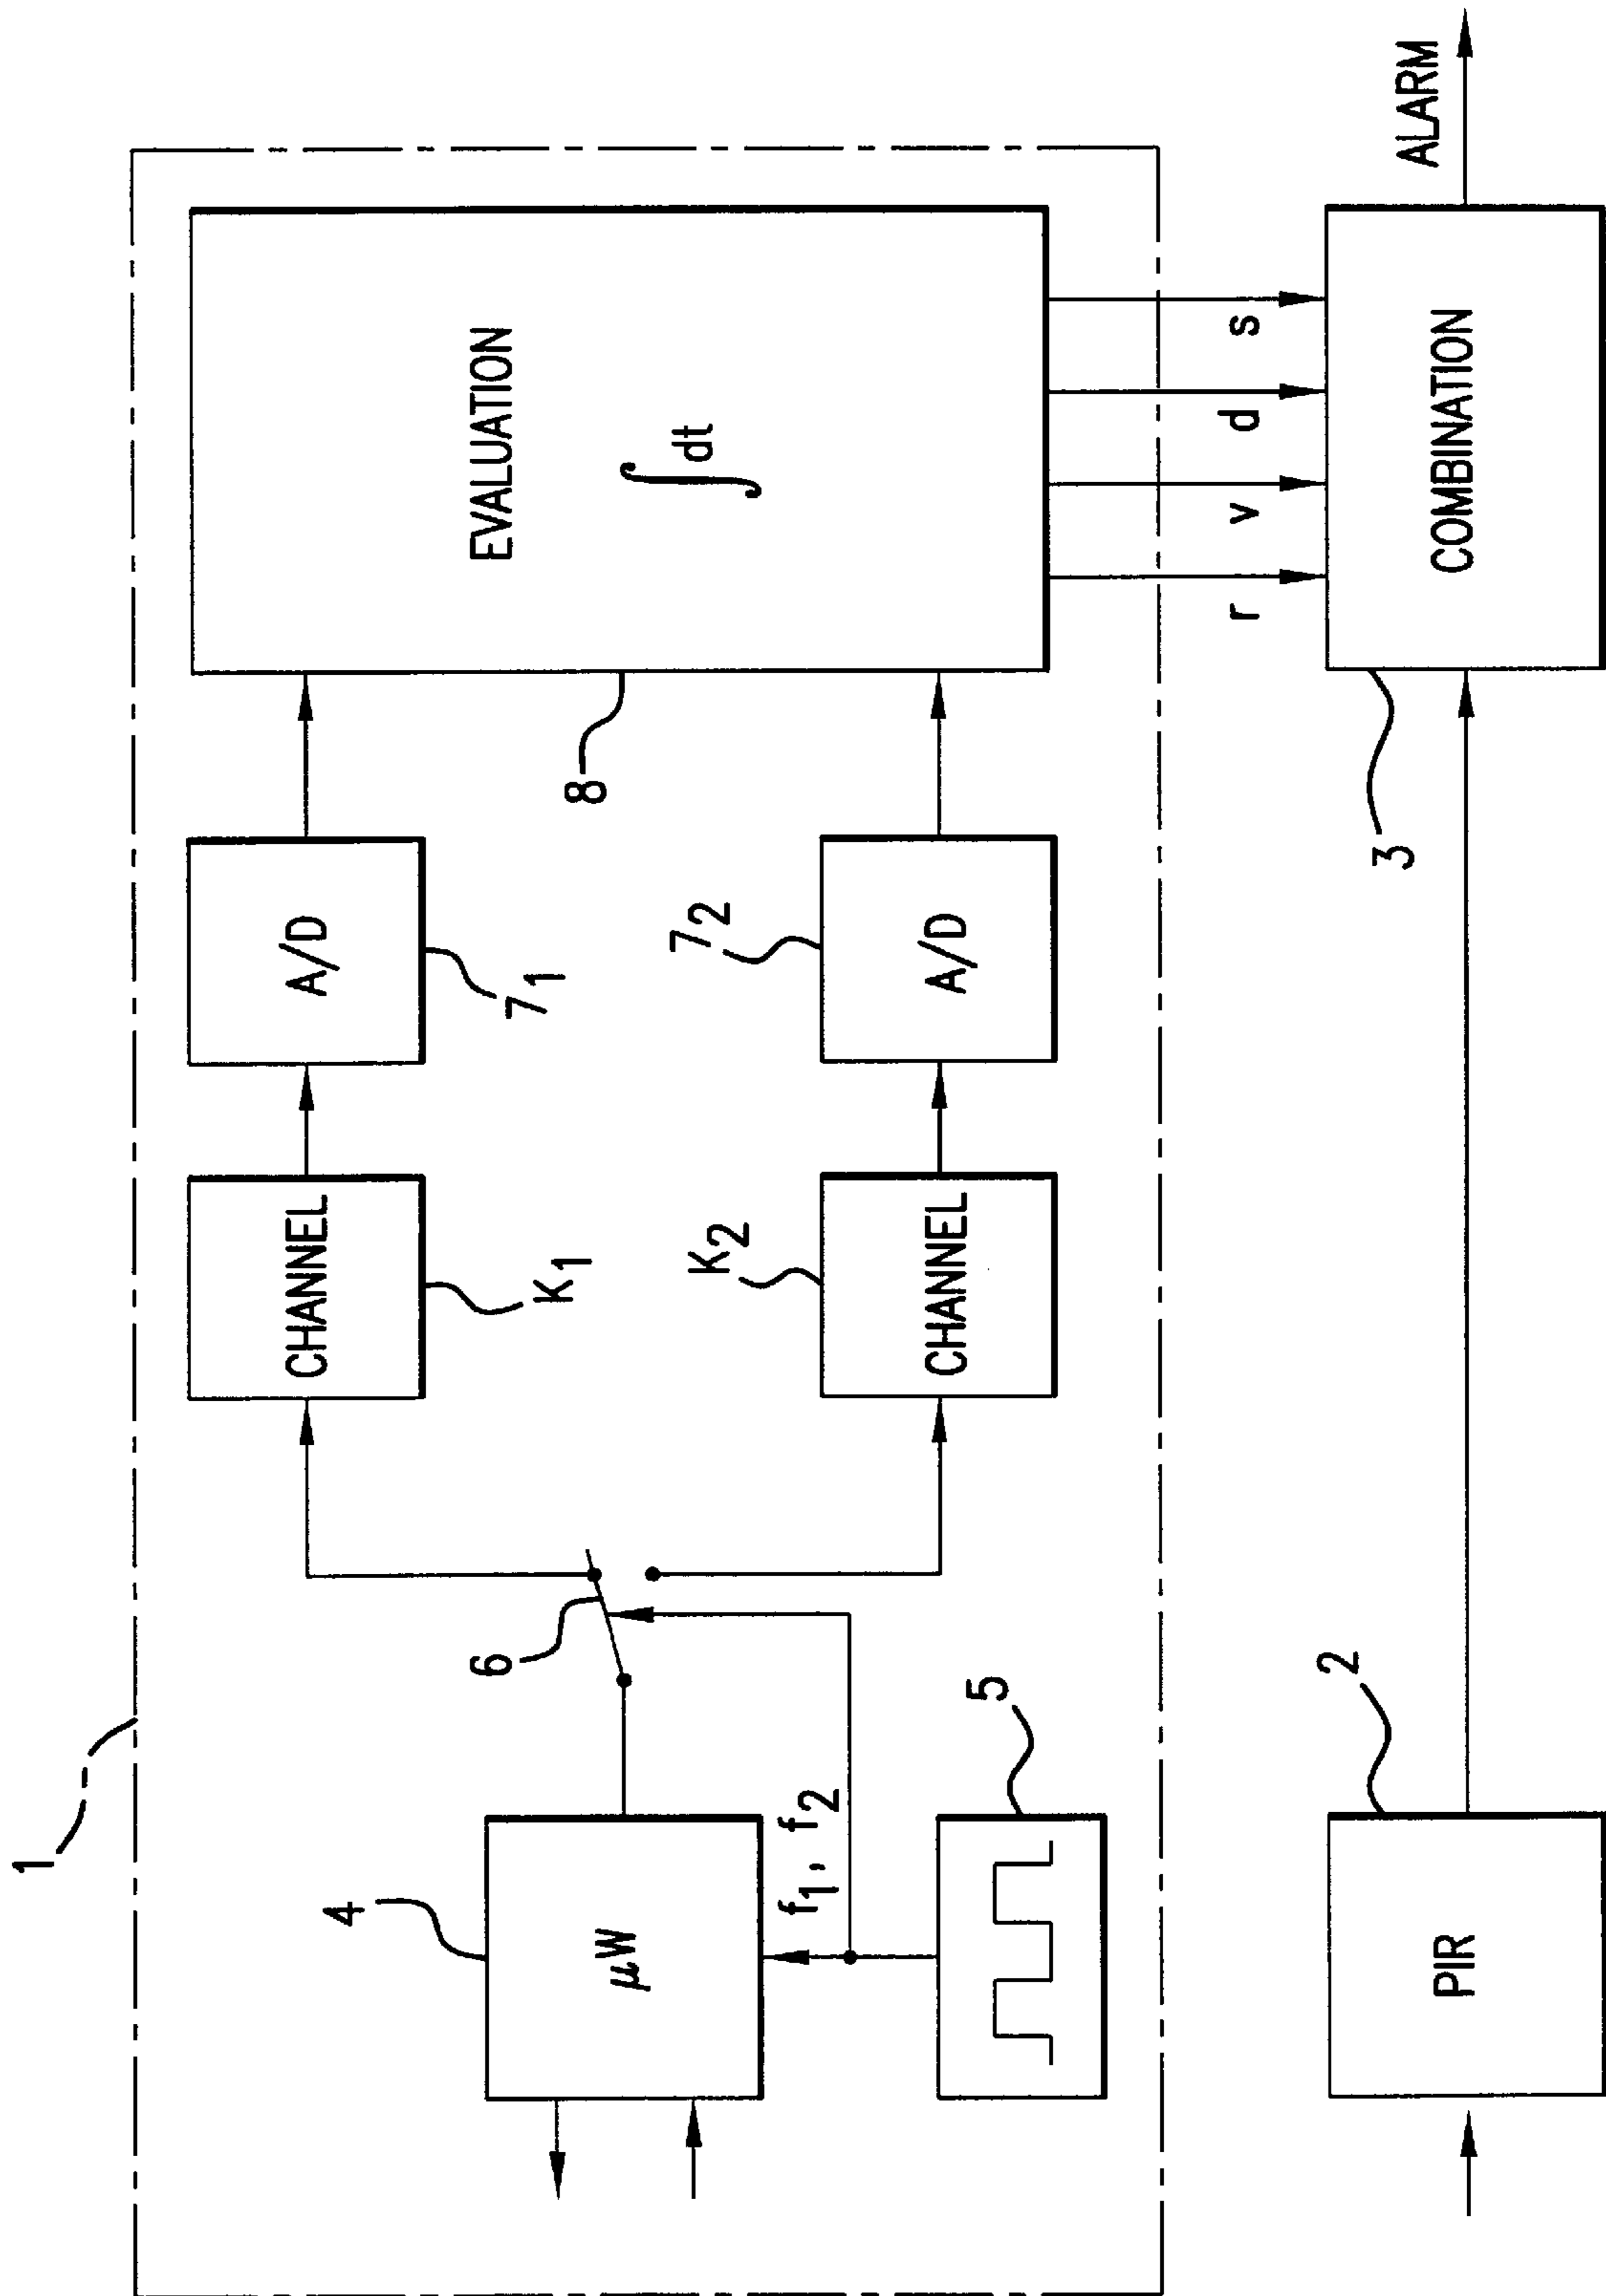 1
4
μW
f1, f2
5
6
CHANNEL
K1
K2
CHANNEL
A/D
71
72
A/D
8
EVALUATION
∫ dt
r
v
d
s
2
PIR
3
COMBINATION
ALARM